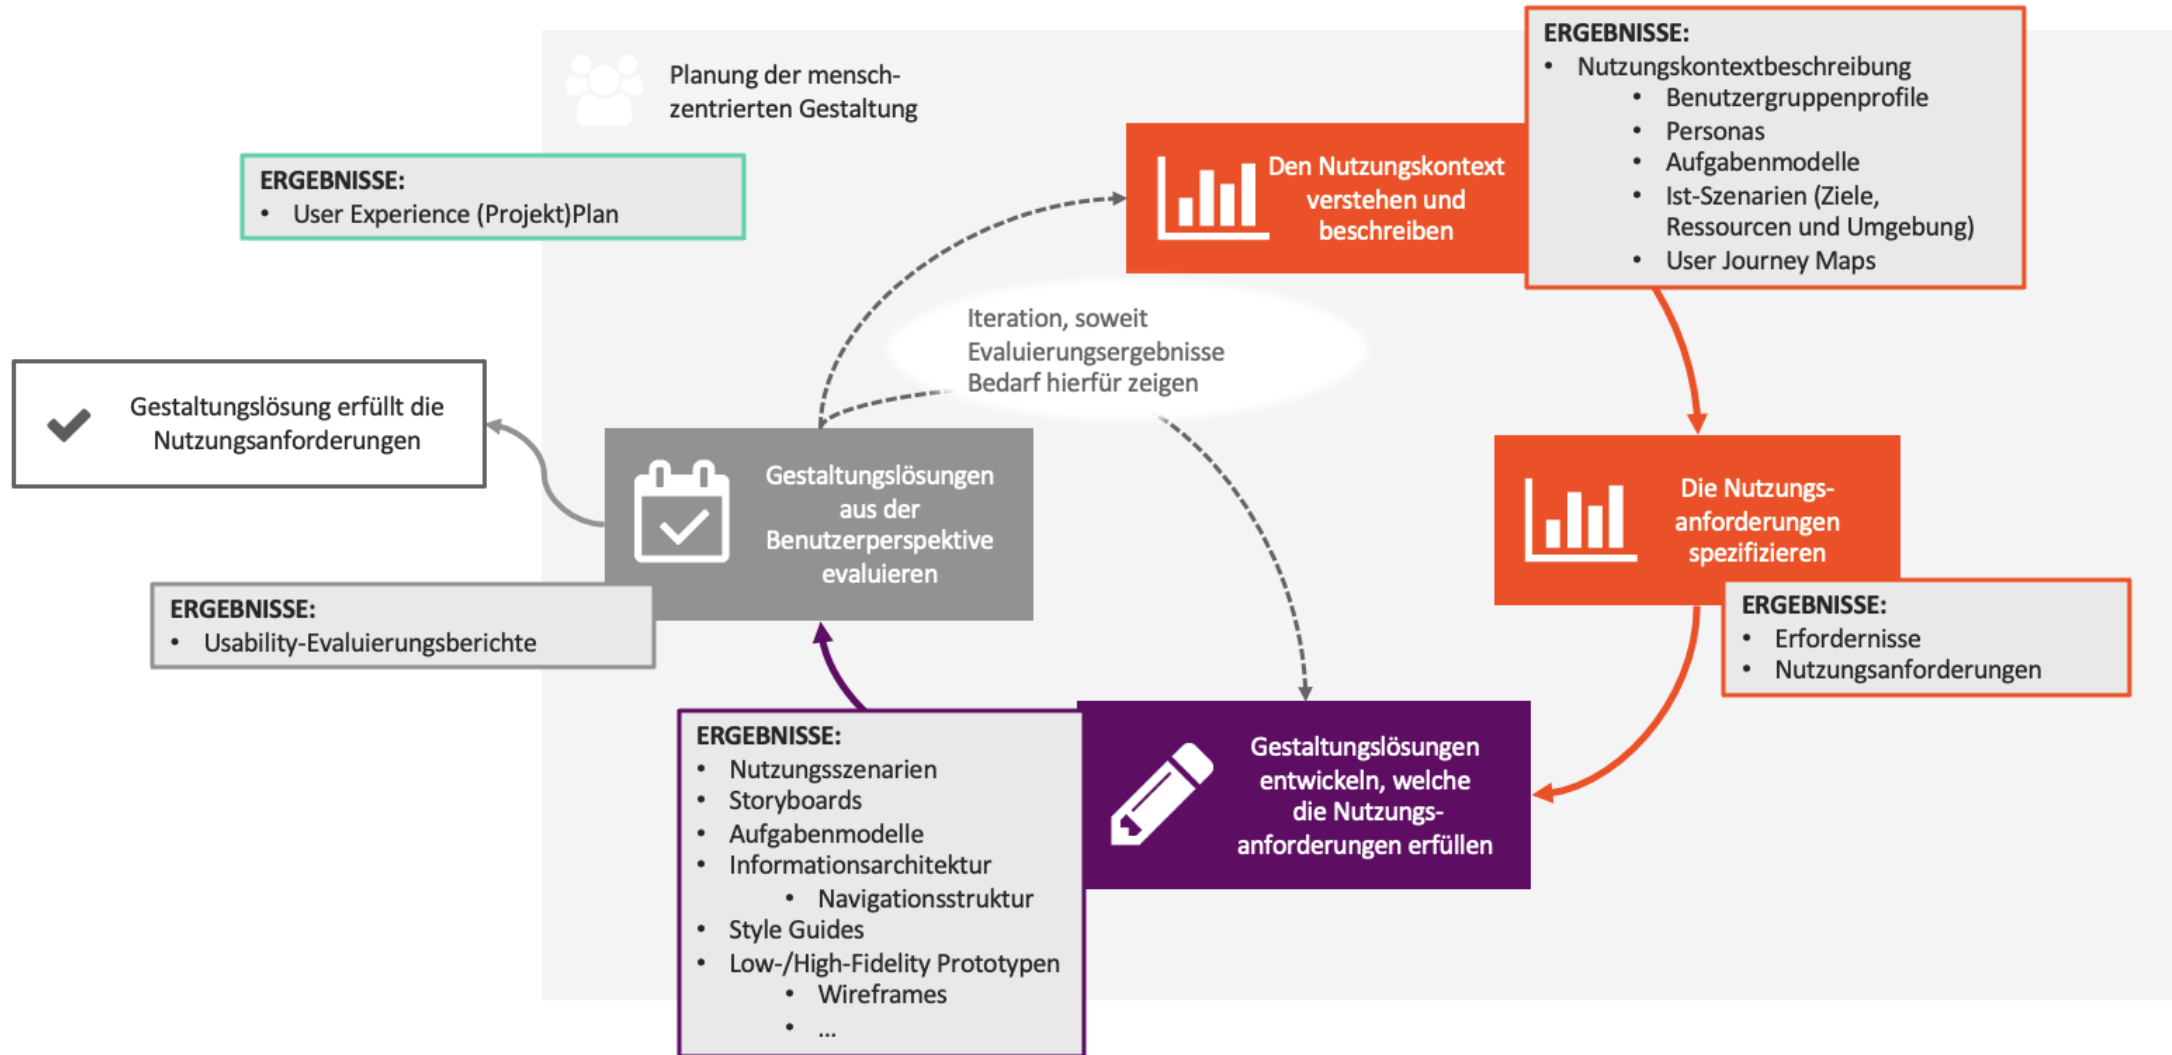 Planung der mensch-
zentrierten Gestaltung
ERGEBNISSE:
• User Experience (Projekt)Plan
Den Nutzungskontext
verstehen und
beschreiben
ERGEBNISSE:
• Nutzungskontextbeschreibung
• Benutzergruppenprofile
• Personas
• Aufgabenmodelle
• Ist-Szenarien (Ziele,
Ressourcen und Umgebung)
• User Journey Maps
Iteration, soweit
Evaluierungsergebnisse
Bedarf hierfür zeigen
Die Nutzungs-
anforderungen
spezifizieren
ERGEBNISSE:
• Erfordernisse
• Nutzungsanforderungen
Gestaltungslösungen
entwickeln, welche
die Nutzungs-
anforderungen erfüllen
ERGEBNISSE:
• Nutzungsszenarien
• Storyboards
• Aufgabenmodelle
• Informationsarchitektur
• Navigationsstruktur
• Style Guides
• Low-/High-Fidelity Prototypen
• Wireframes
• ...
Gestaltungslösungen
aus der
Benutzerperspektive
evaluieren
ERGEBNISSE:
• Usability-Evaluierungsberichte
Gestaltungslösung erfüllt die
Nutzungsanforderungen